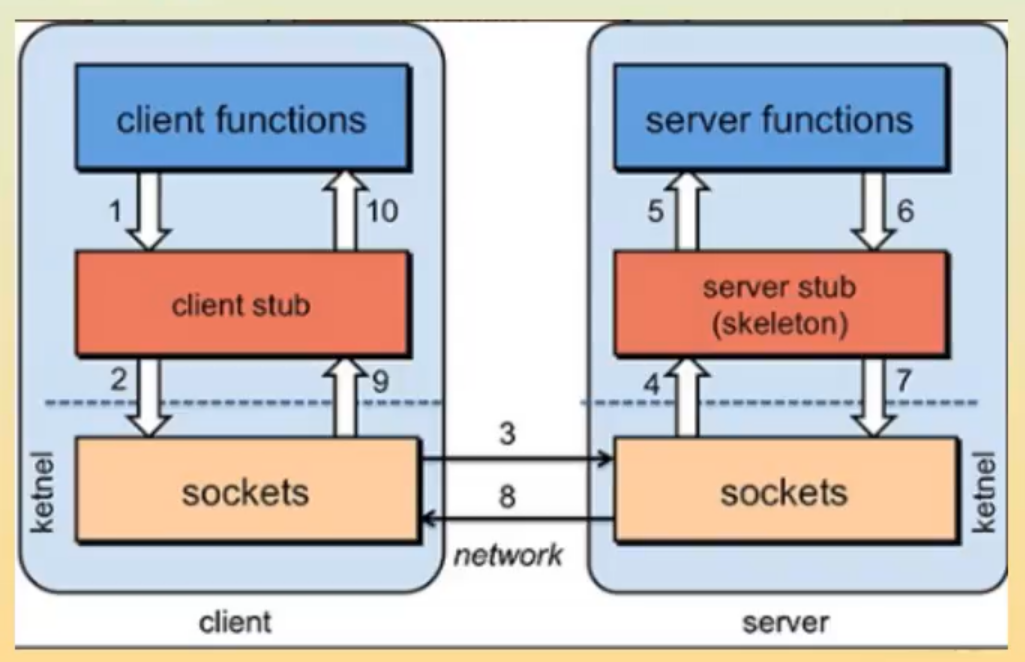 client functions
server functions
1
10
5
6
client stub
server stub
(skeleton)
2
9
4
7
3
ketnel
sockets
8
sockets
ketnel
network
client
server